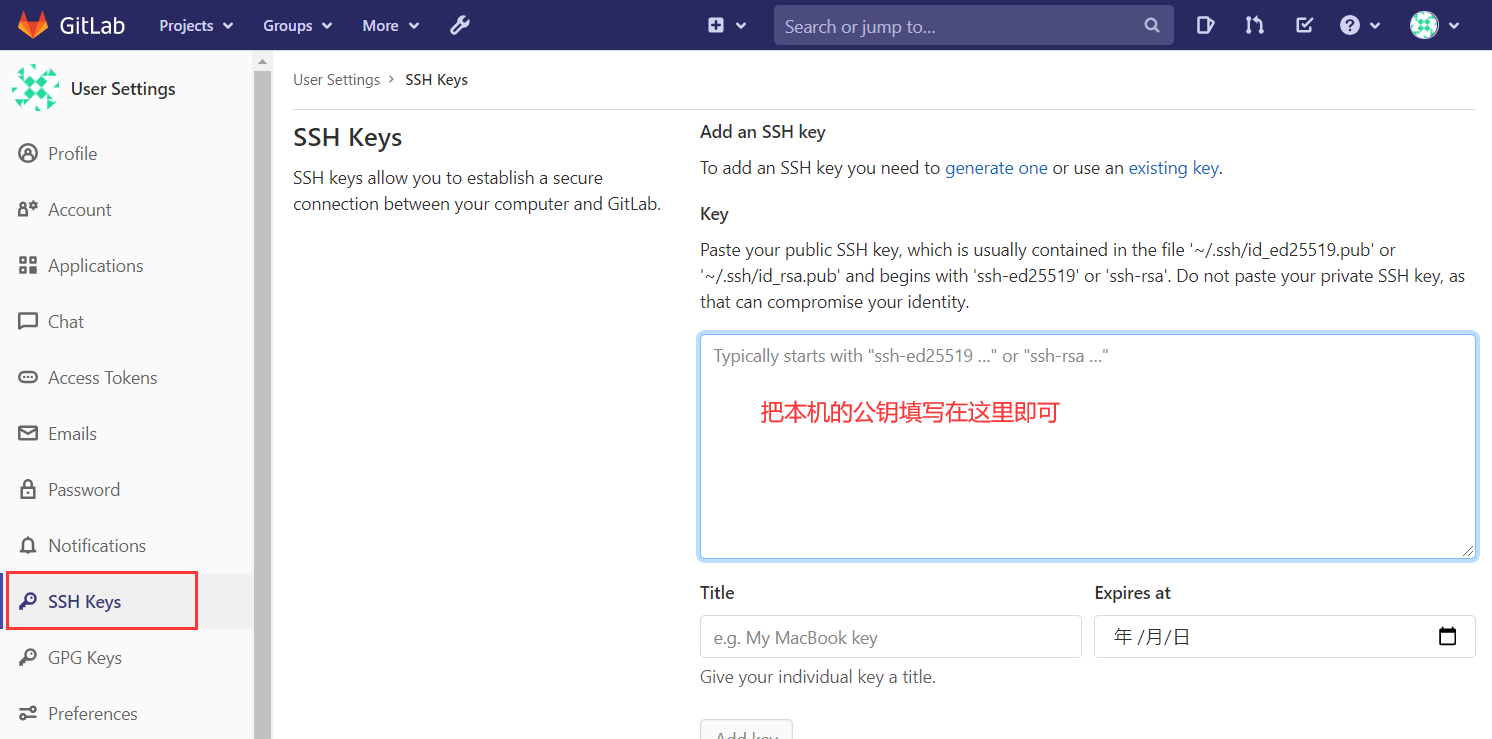 GitLab Projects Groups More Search or jump to...
User Settings
Profile
Account
Applications
Chat
Access Tokens
Emails
Password
Notifications
SSH Keys
GPG Keys
Preferences
User Settings › SSH Keys
SSH Keys
SSH keys allow you to establish a secure
connection between your computer and GitLab.
Add an SSH key
To add an SSH key you need to generate one or use an existing key.
Key
Paste your public SSH key, which is usually contained in the file '~/.ssh/id_ed25519.pub' or
'~/.ssh/id_rsa.pub' and begins with 'ssh-ed25519' or 'ssh-rsa'. Do not paste your private SSH key, as
that can compromise your identity.
Typically starts with "ssh-ed25519 ..." or "ssh-rsa ..."
把本机的公钥填写在这里即可
Title
Expires at
e.g. My MacBook key
年 /月/日
Give your individual key a title.
Add key